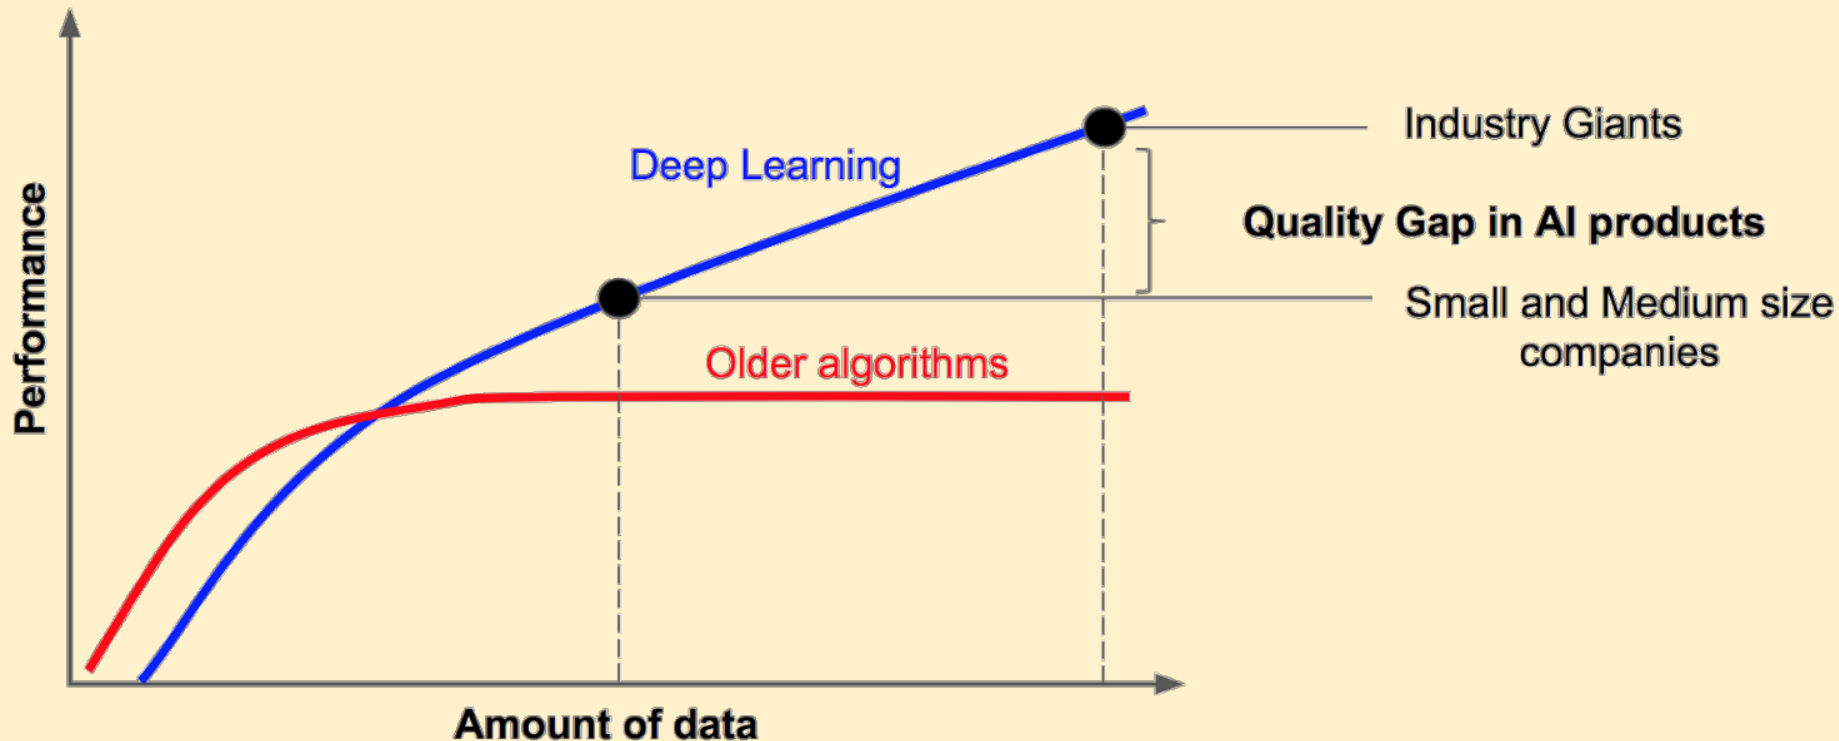 Industry Giants
Deep Learning
Quality Gap in AI products
Small and Medium size
companies
Older algorithms
Performance
Amount of data